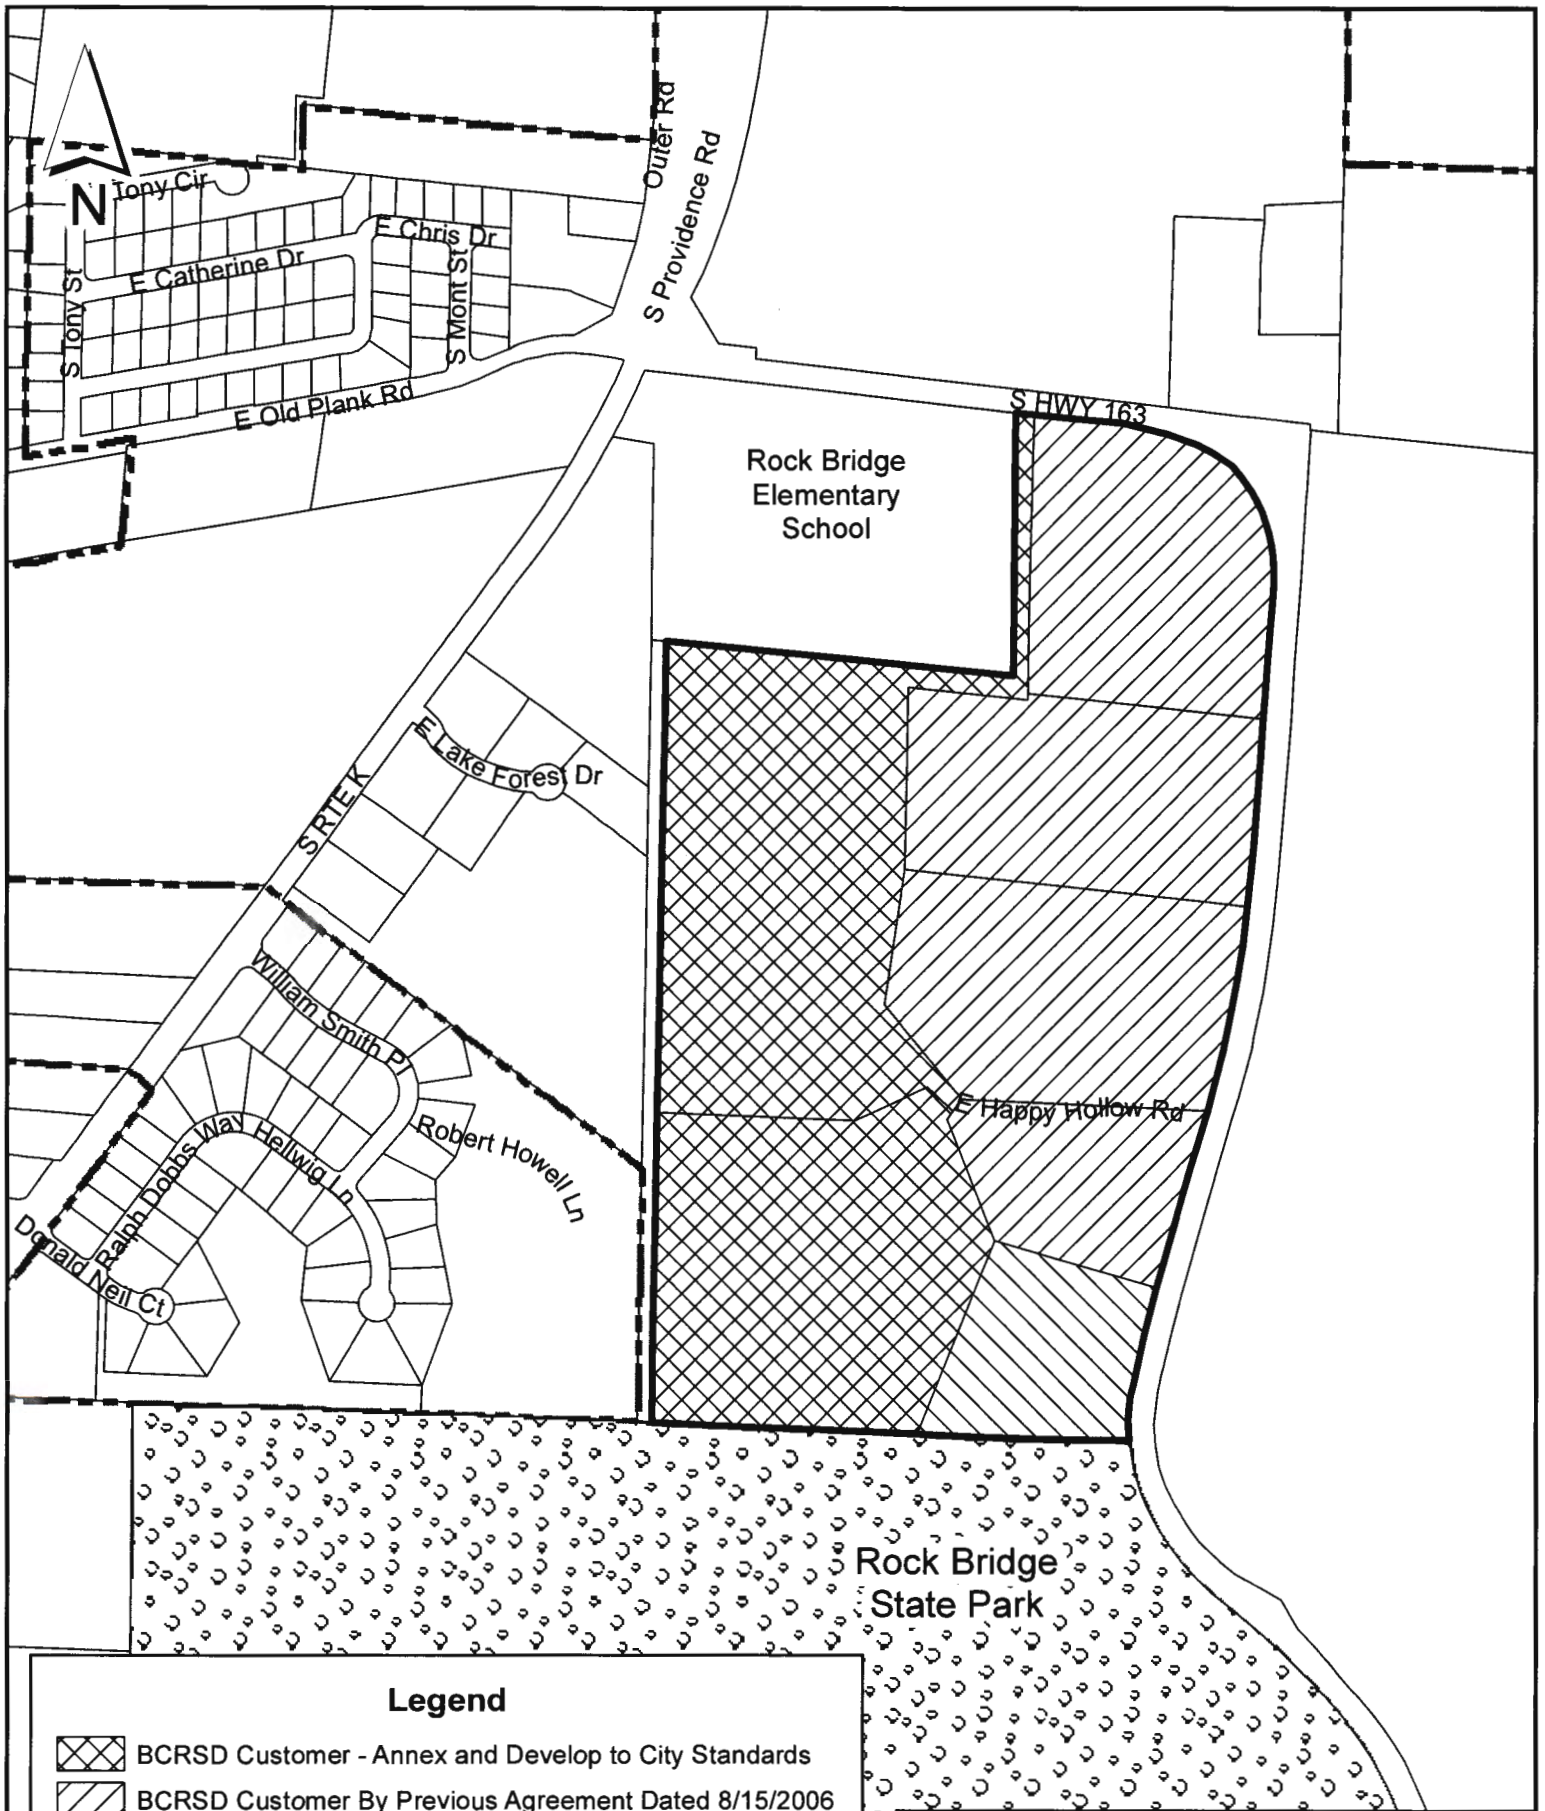 Outer Rd
S Providence Rd
N
Tony Cir
E Chris Dr
E Catherine Dr
S Tony St
S Mont St
E Old Plank Rd
S HWY 163
Rock Bridge
Elementary
School
E Lake Forest Dr
S RTE K
William Smith Pl
E Happy Hollow Rd
Robert Howell Ln
Ralph Dobbs Way
Hellwig Ln
Donald Neil Ct
Rock Bridge
State Park
Legend
BCRSD Customer - Annex and Develop to City Standards
BCRSD Customer By Previous Agreement Dated 8/15/2006